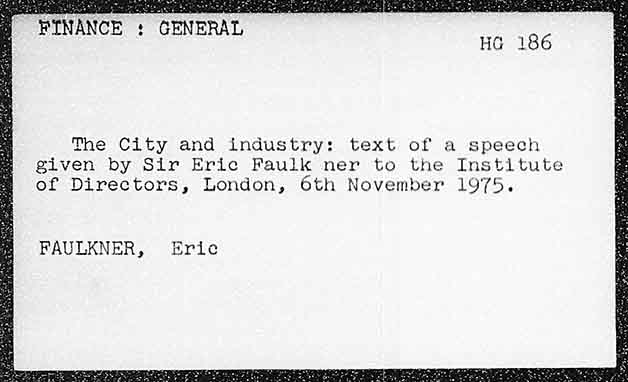 FINANCE : GENERAL
HG 186
The City and industry: text of a speech
given by Sir Eric Faulk ner to the Institute
of Directors, London, 6th November 1975.
FAULKNER, Eric